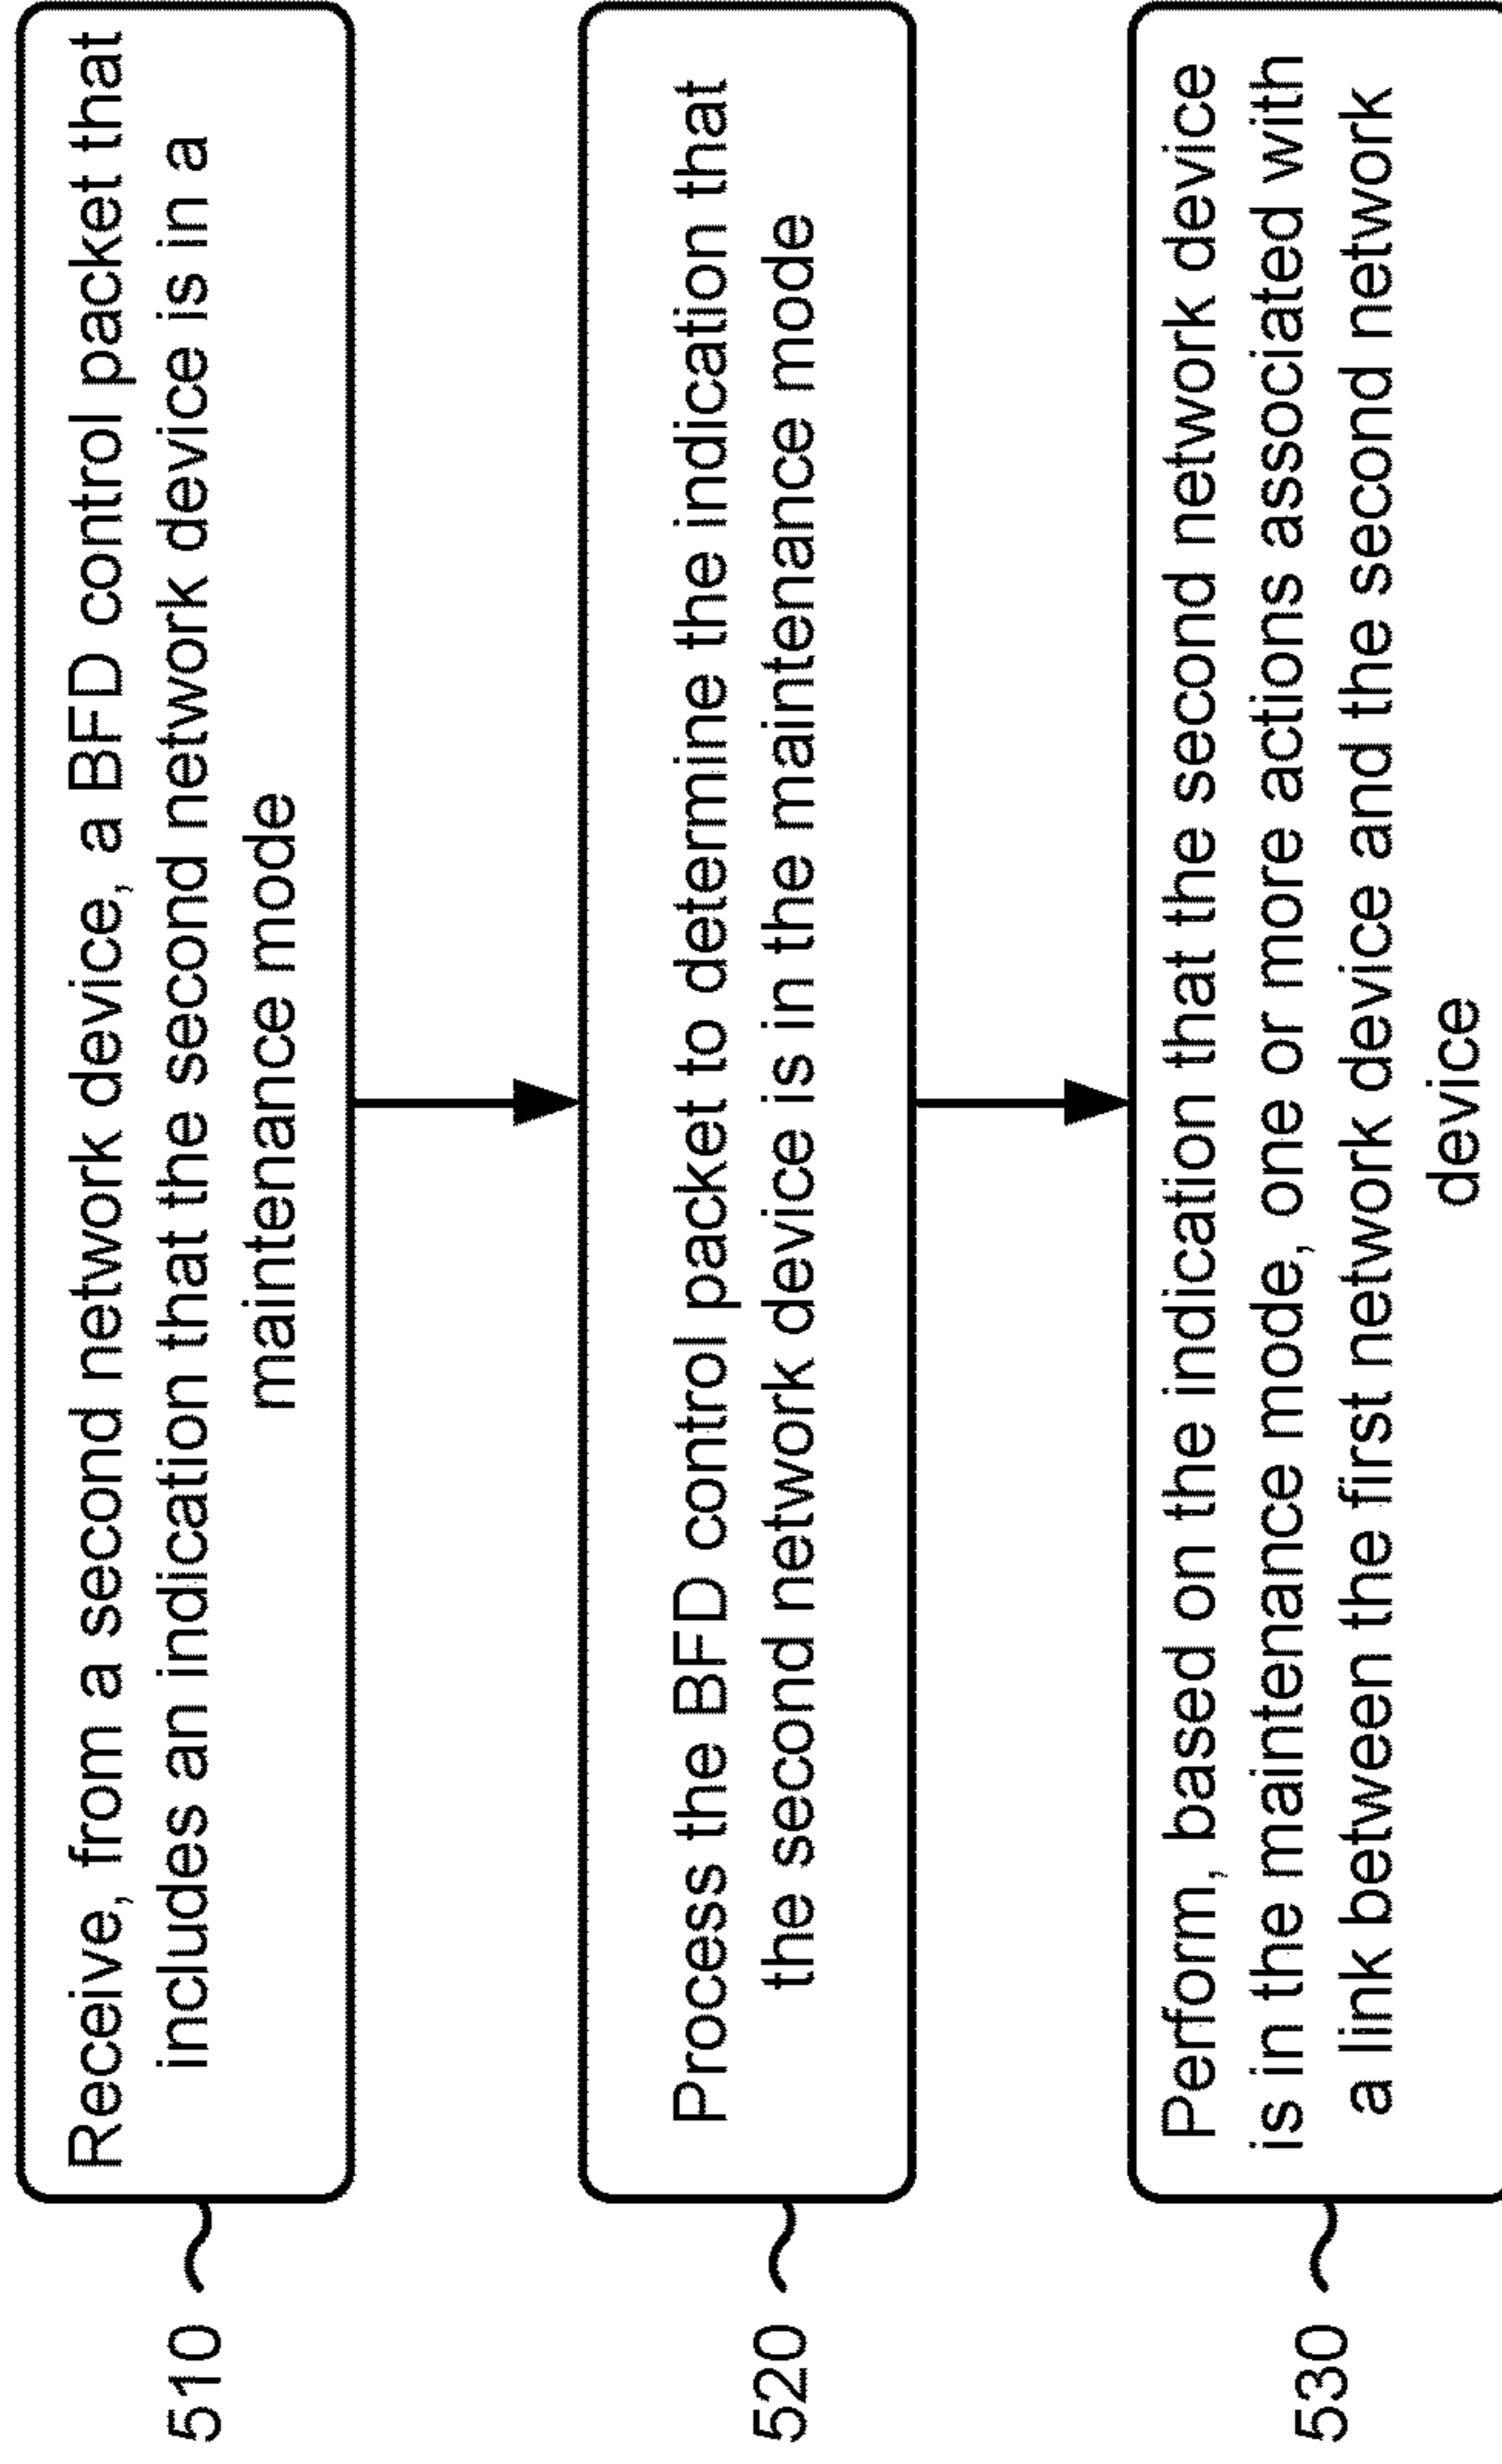 510
Receive, from a second network device, a BFD control packet that
includes an indication that the second network device is in a
maintenance mode
520
Process the BFD control packet to determine the indication that
the second network device is in the maintenance mode
530
Perform, based on the indication that the second network device
is in the maintenance mode, one or more actions associated with
a link between the first network device and the second network
device